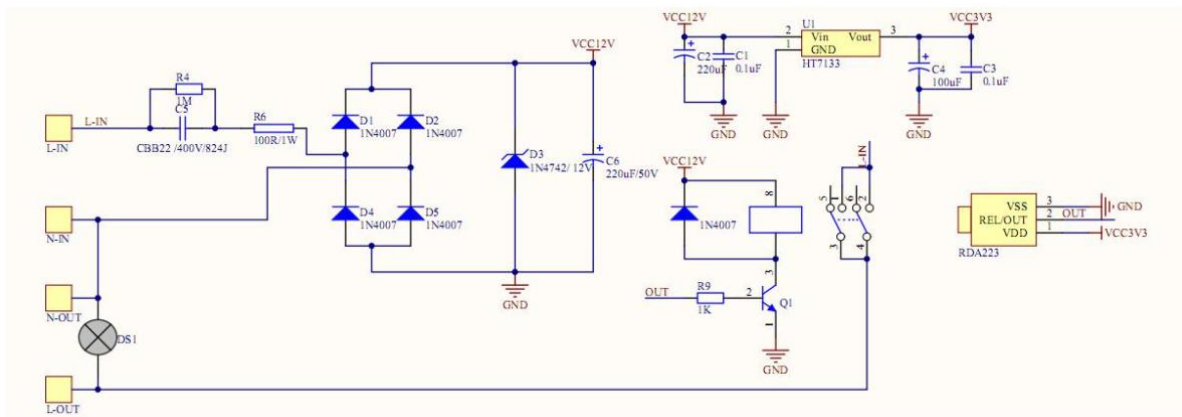 R4
1M
C5
L-IN
L-IN
CBB22 /400V/824J
R6
100R/1W
D1
1N4007
D2
1N4007
D4
1N4007
D5
1N4007
N-IN
N-OUT
DS1
L-OUT
VCC12V
D3
1N4742/ 12V
C6
220uF/50V
GND
VCC12V
C2
220uF
C1
0.1uF
GND
GND
U1
2
1
Vin
GND
Vout
3
HT7133
VCC3V3
C4
100uF
C3
0.1uF
GND
VCC12V
1N4007
8
3
OUT
R9
1K
2
Q1
1
GND
L-IN
5
1
6
2
3
4
VSS
REL/OUT
VDD
3
2
1
OUT
GND
VCC3V3
RDA223